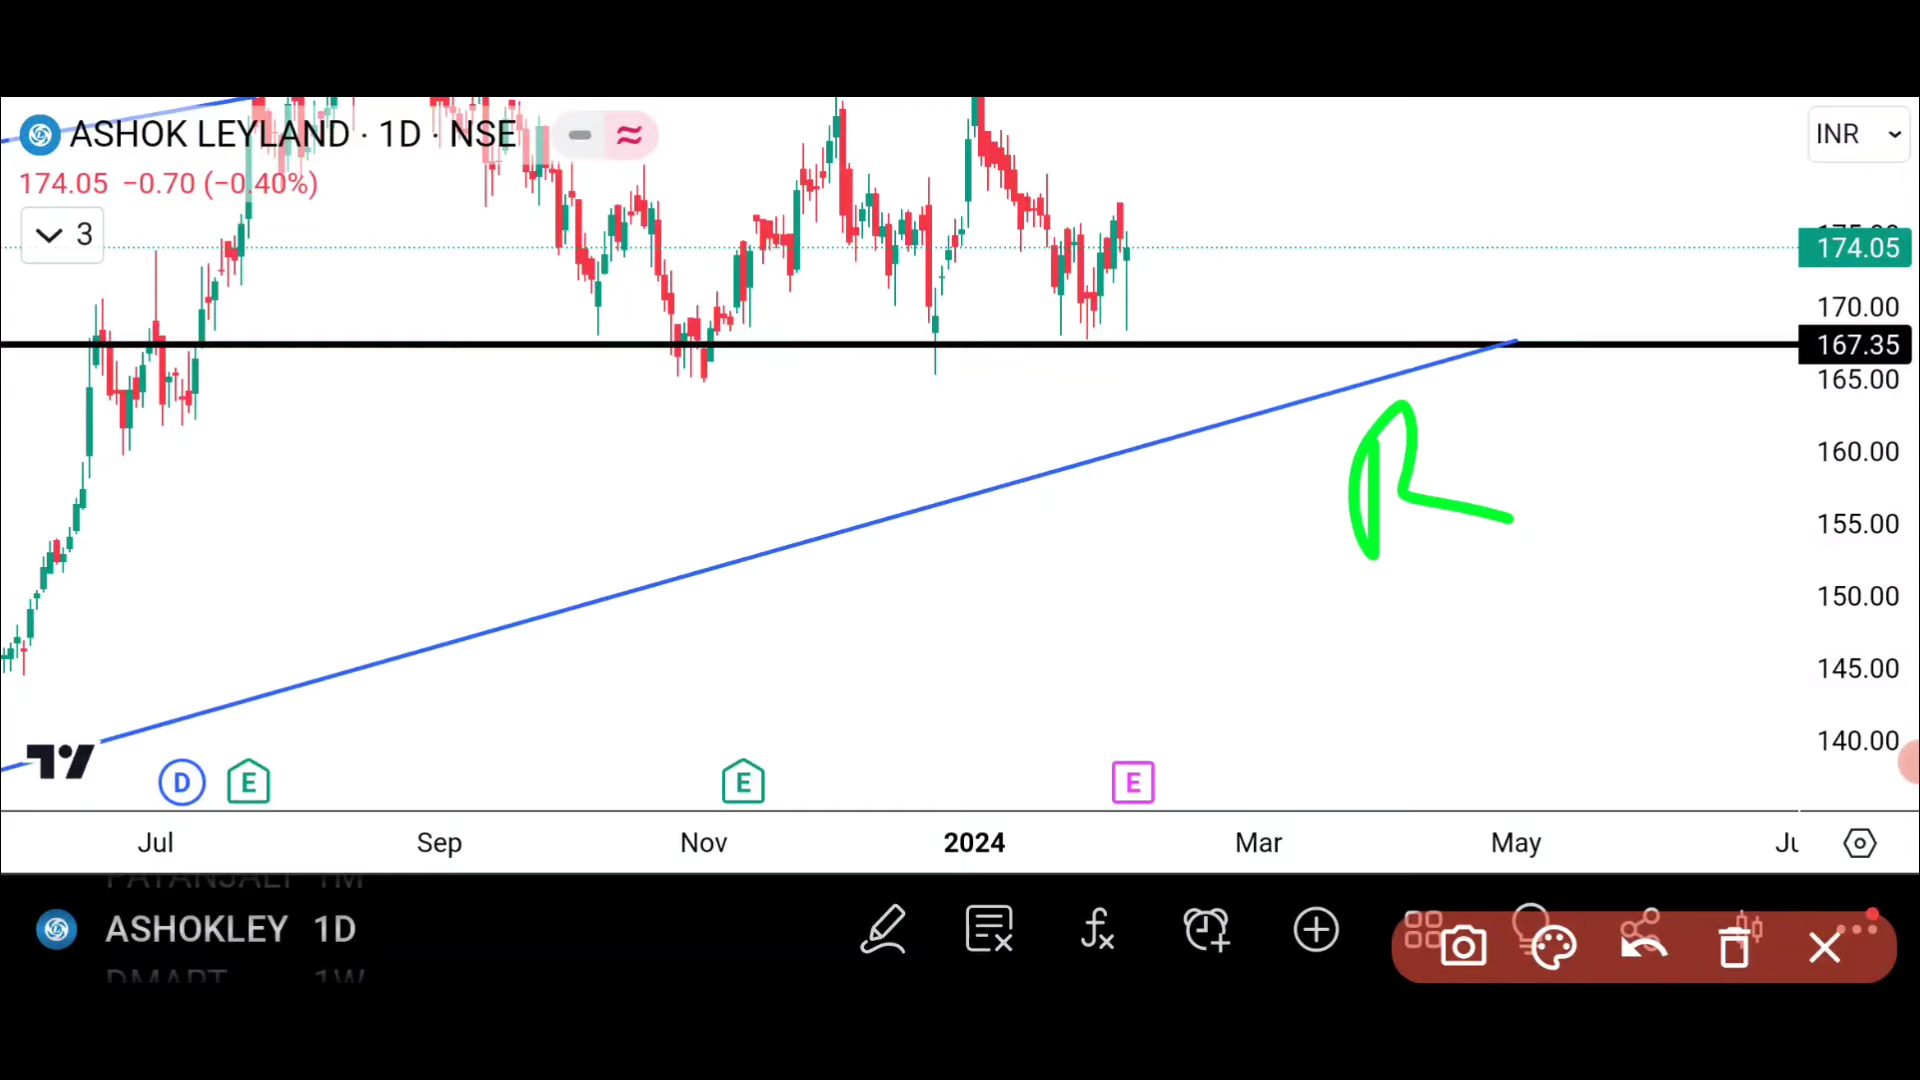 ASHOK LEYLAND · 1D · NSE
INR
174.05 −0.70 (−0.40%)
3
174.05
170.00
167.35
165.00
160.00
R
155.00
150.00
145.00
140.00
D E E E
Jul Sep Nov 2024 Mar May
ASHOKLEY 1D